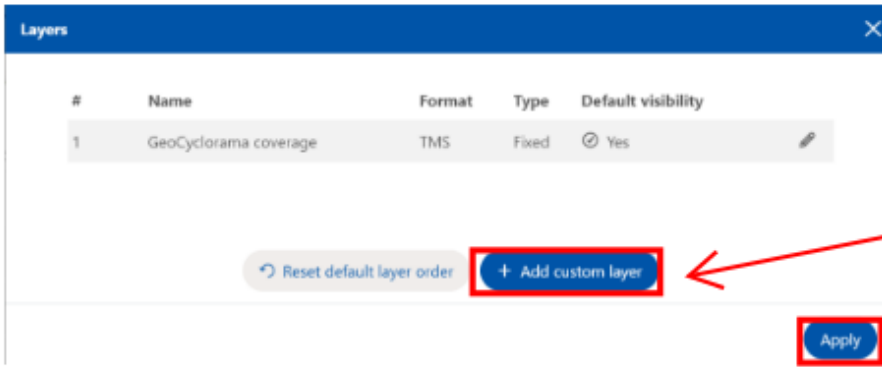 Layers
# Name Format Type Default visibility
1 GeoCyclorama coverage TMS Fixed Yes
Reset default layer order + Add custom layer
Apply